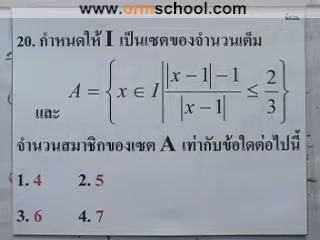 www.ormschool.com
20. กำหนดให้ I เป็นเซตของจำนวนเต็ม
และ A = { x ∈ I | (|x − 1| − 1) / |x − 1| ≤ 2/3 }
จำนวนสมาชิกของเซต A เท่ากับข้อใดต่อไปนี้
1. 4 2. 5
3. 6 4. 7